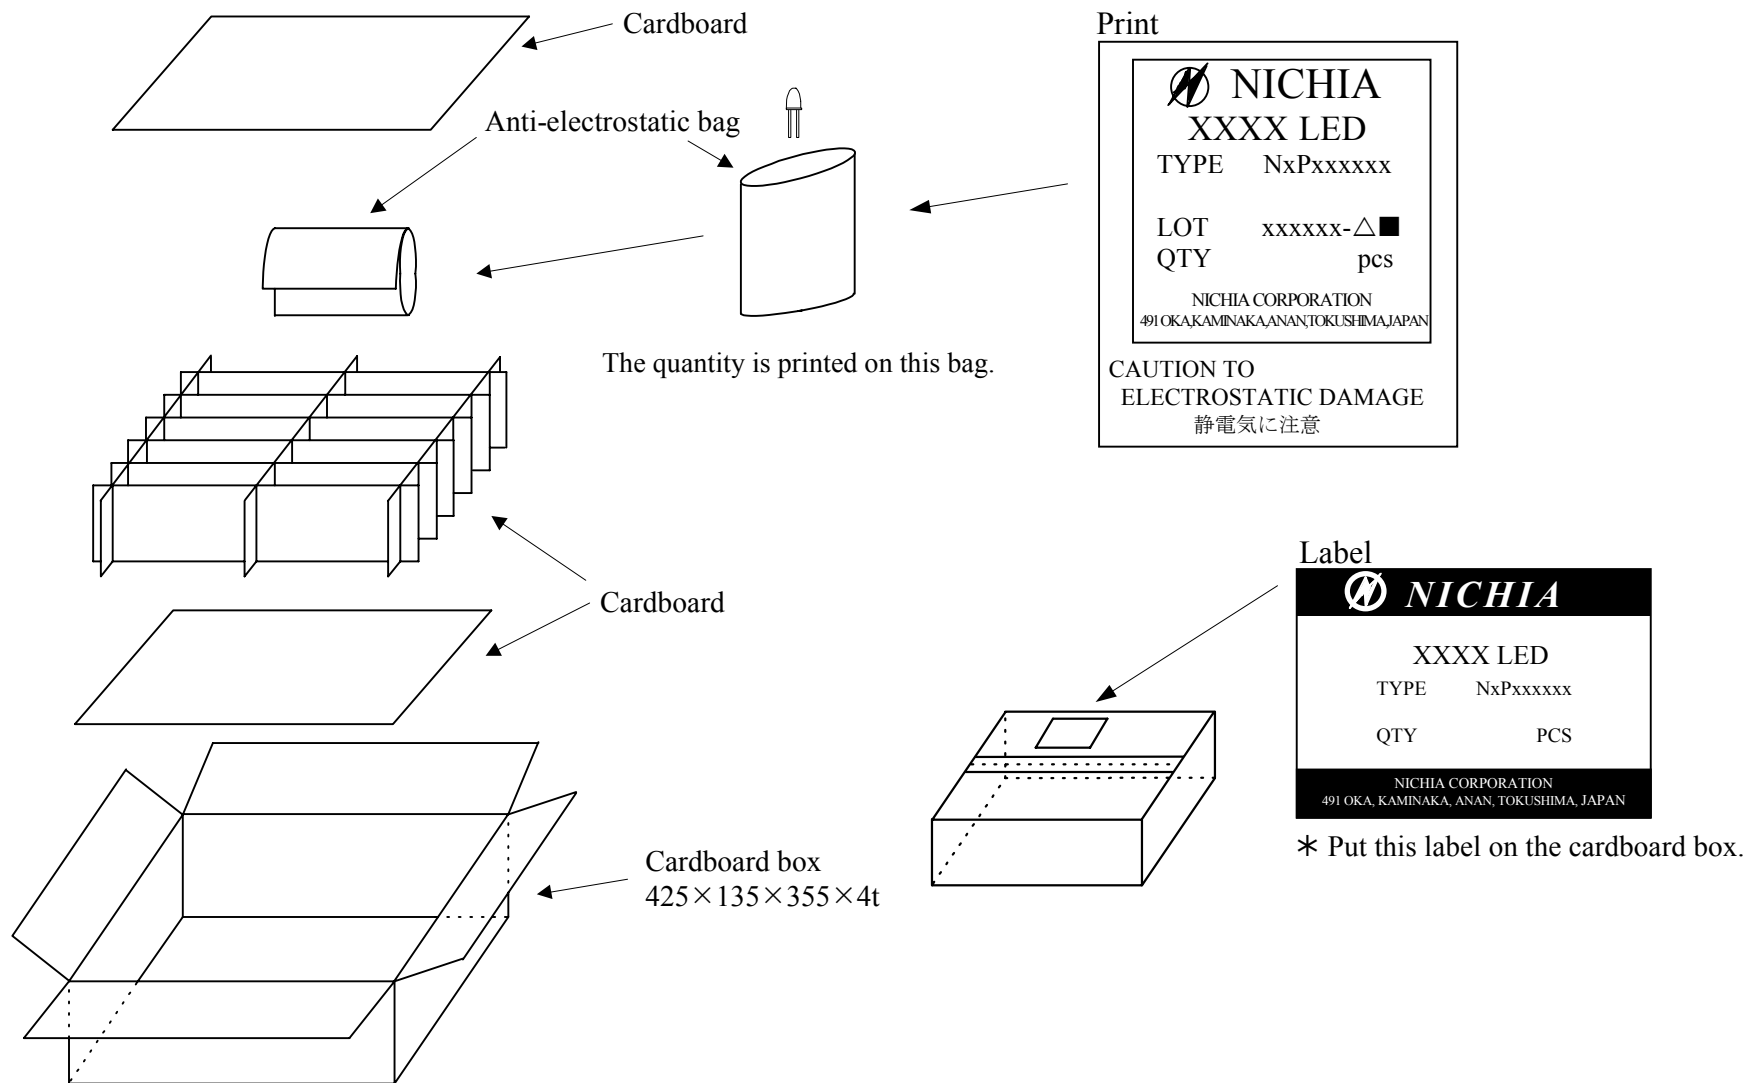 Cardboard
Anti-electrostatic bag
The quantity is printed on this bag.
Cardboard
Cardboard box
425×135×355×4t
Print
NICHIA
XXXX LED
TYPE NxPxxxxxx
LOT xxxxxx-△■
QTY pcs
NICHIA CORPORATION
491 OKA,KAMINAKA,ANAN,TOKUSHIMA,JAPAN
CAUTION TO
ELECTROSTATIC DAMAGE
静電気に注意
Label
NICHIA
XXXX LED
TYPE NxPxxxxxx
QTY PCS
NICHIA CORPORATION
491 OKA, KAMINAKA, ANAN, TOKUSHIMA, JAPAN
＊ Put this label on the cardboard box.